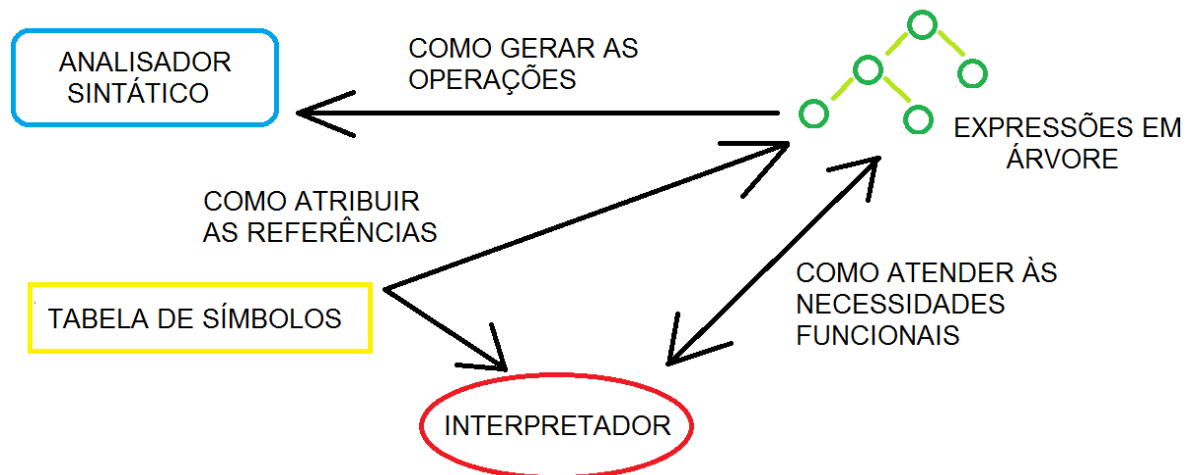 ANALISADOR
SINTÁTICO
COMO GERAR AS
OPERAÇÕES
EXPRESSÕES EM
ÁRVORE
COMO ATRIBUIR
AS REFERÊNCIAS
COMO ATENDER ÀS
NECESSIDADES
FUNCIONAIS
TABELA DE SÍMBOLOS
INTERPRETADOR